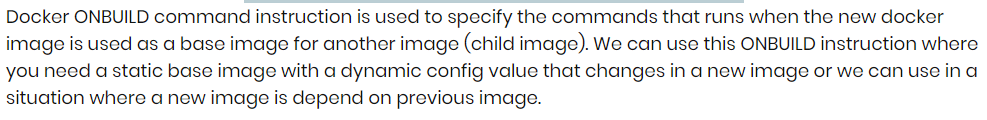 Docker ONBUILD command instruction is used to specify the commands that runs when the new docker
image is used as a base image for another image (child image). We can use this ONBUILD instruction where
you need a static base image with a dynamic config value that changes in a new image or we can use in a
situation where a new image is depend on previous image.